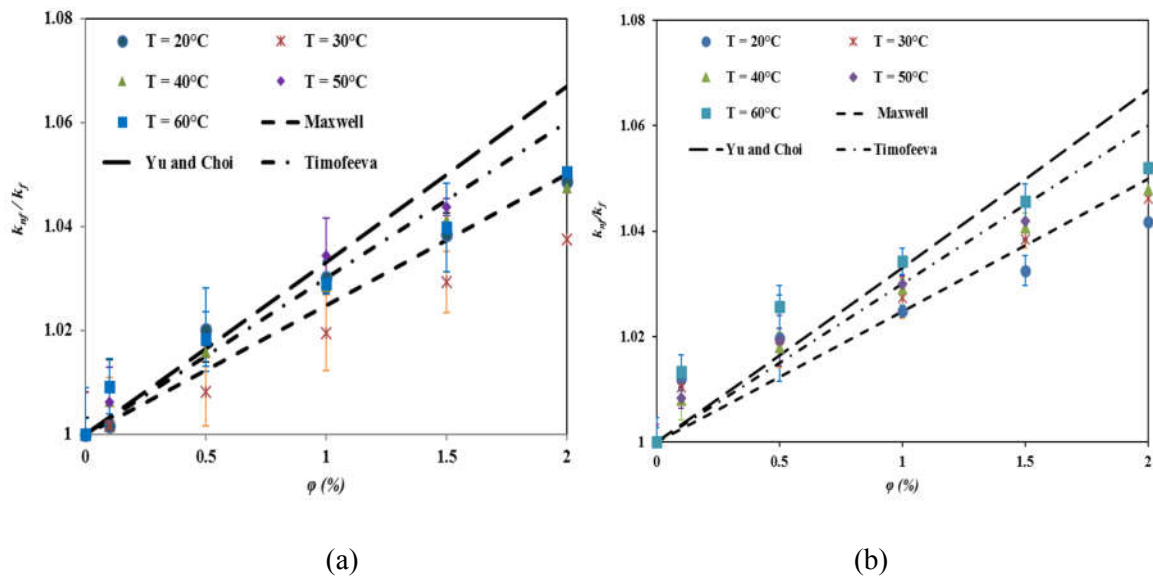 1.08
1.06
1.04
1.02
1
k_nf / k_f
T = 20°C
T = 30°C
T = 40°C
T = 50°C
T = 60°C
Maxwell
Yu and Choi
Timofeeva
0
0.5
1
1.5
2
φ (%)
(a)
1.08
1.06
1.04
1.02
1
k_nf/k_f
T = 20°C
T = 30°C
T = 40°C
T = 50°C
T = 60°C
Maxwell
Yu and Choi
Timofeeva
0
0.5
1
1.5
2
φ (%)
(b)